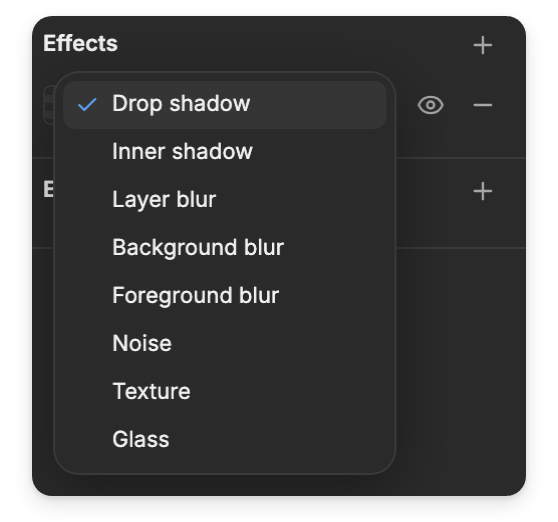 Effects
Drop shadow
Inner shadow
Layer blur
Background blur
Foreground blur
Noise
Texture
Glass